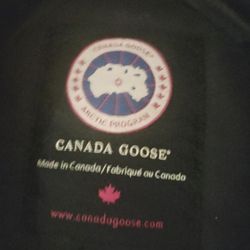 CANADA GOOSE
ARCTIC PROGRAM
CANADA GOOSE®
Made in Canada/Fabriqué au Canada
www.canadagoose.com